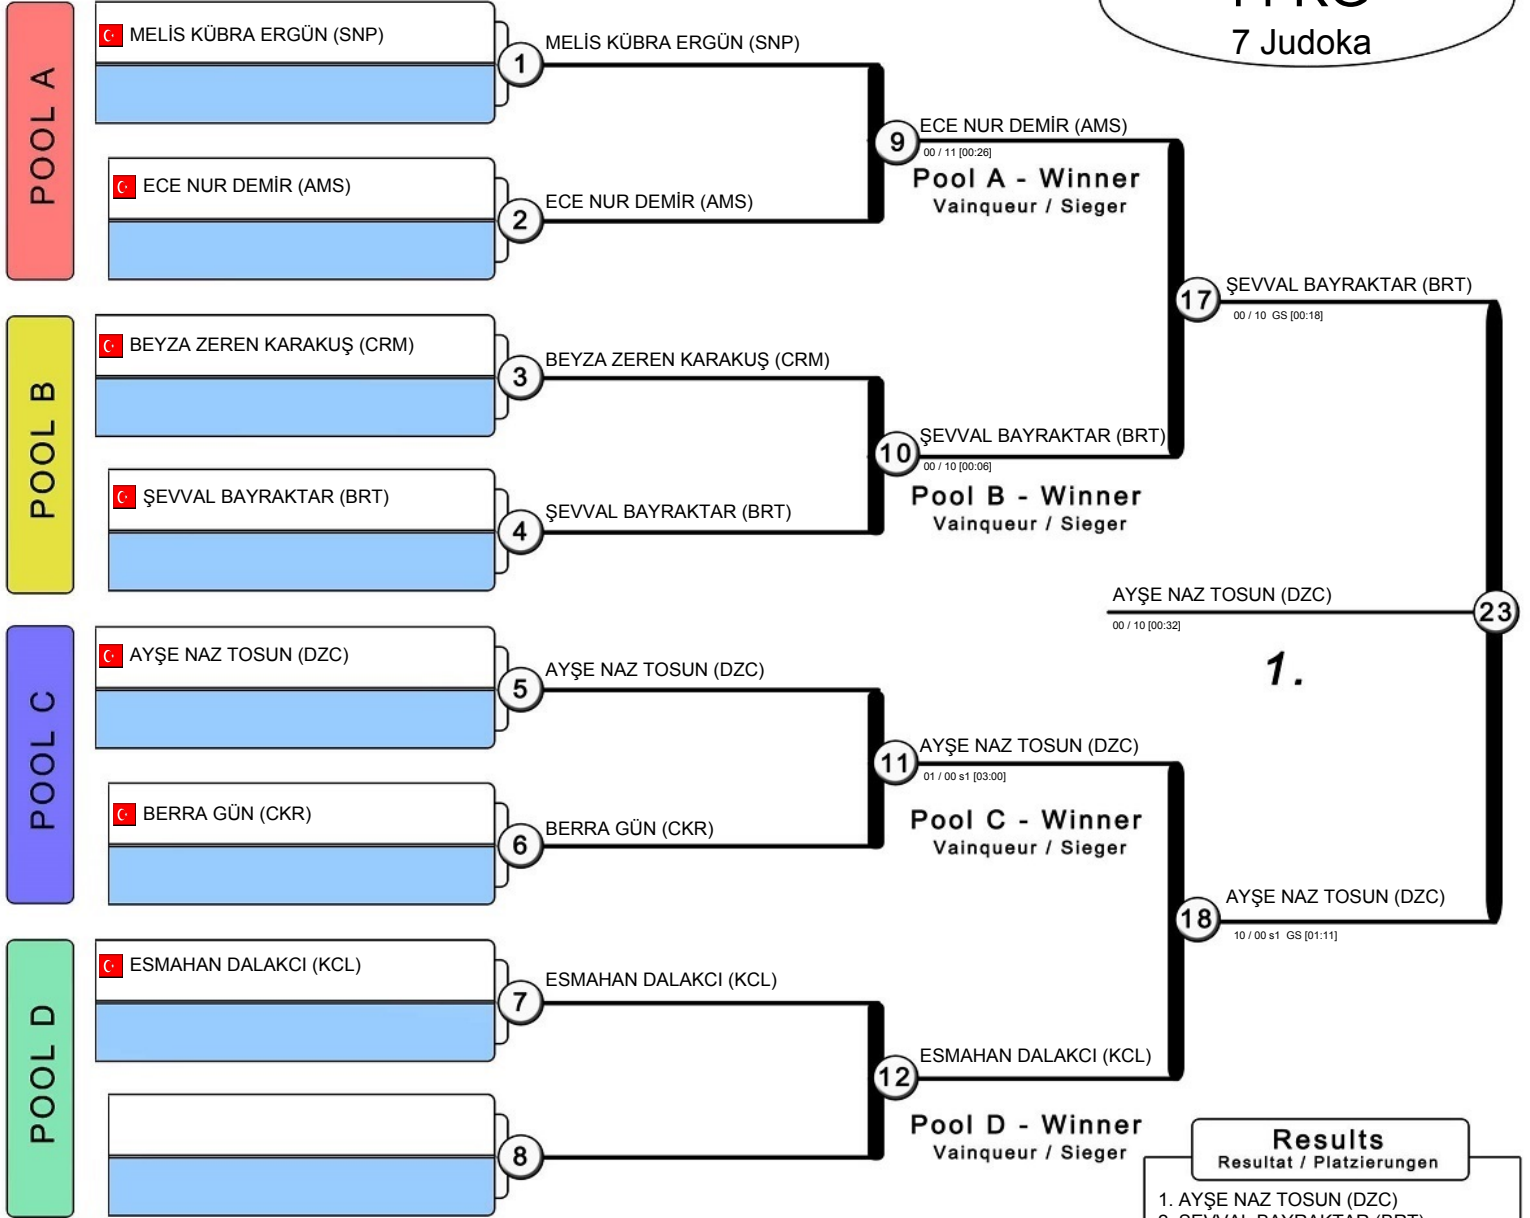 7 Judoka
POOL A
MELİS KÜBRA ERGÜN (SNP)
1
MELİS KÜBRA ERGÜN (SNP)
ECE NUR DEMİR (AMS)
2
ECE NUR DEMİR (AMS)
9
ECE NUR DEMİR (AMS)
00 / 11 [00:26]
Pool A - Winner
Vainqueur / Sieger
POOL B
BEYZA ZEREN KARAKUŞ (CRM)
3
BEYZA ZEREN KARAKUŞ (CRM)
ŞEVVAL BAYRAKTAR (BRT)
4
ŞEVVAL BAYRAKTAR (BRT)
10
ŞEVVAL BAYRAKTAR (BRT)
00 / 10 [00:06]
Pool B - Winner
Vainqueur / Sieger
17
ŞEVVAL BAYRAKTAR (BRT)
00 / 10 GS [00:18]
POOL C
AYŞE NAZ TOSUN (DZC)
5
AYŞE NAZ TOSUN (DZC)
BERRA GÜN (CKR)
6
BERRA GÜN (CKR)
11
AYŞE NAZ TOSUN (DZC)
01 / 00 s1 [03:00]
Pool C - Winner
Vainqueur / Sieger
POOL D
ESMAHAN DALAKCI (KCL)
7
ESMAHAN DALAKCI (KCL)
8
12
ESMAHAN DALAKCI (KCL)
Pool D - Winner
Vainqueur / Sieger
18
AYŞE NAZ TOSUN (DZC)
10 / 00 s1 GS [01:11]
23
AYŞE NAZ TOSUN (DZC)
00 / 10 [00:32]
1.
Results
Resultat / Platzierungen
1. AYŞE NAZ TOSUN (DZC)
2. ŞEVVAL BAYRAKTAR (BRT)